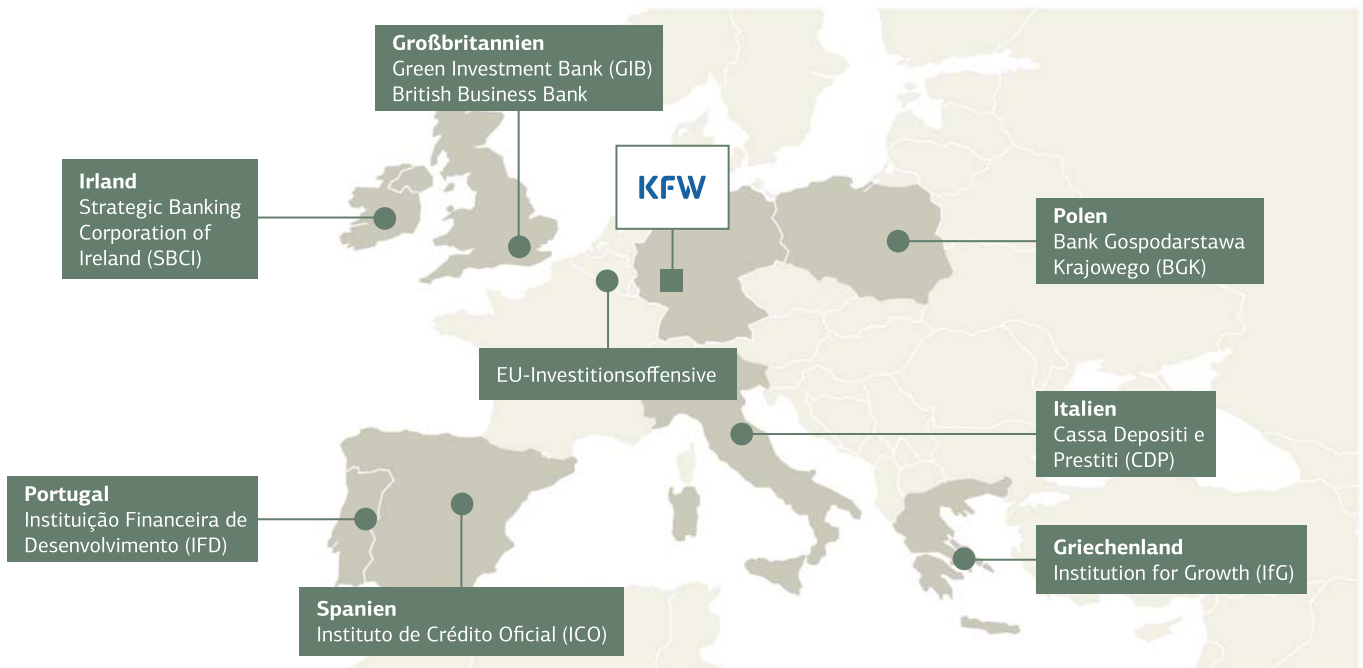 Großbritannien
Green Investment Bank (GIB)
British Business Bank
KFW
Irland
Strategic Banking
Corporation of
Ireland (SBCI)
Polen
Bank Gospodarstawa
Krajowego (BGK)
EU-Investitionsoffensive
Italien
Cassa Depositi e
Prestiti (CDP)
Portugal
Instituição Financeira de
Desenvolvimento (IFD)
Griechenland
Institution for Growth (IfG)
Spanien
Instituto de Crédito Oficial (ICO)